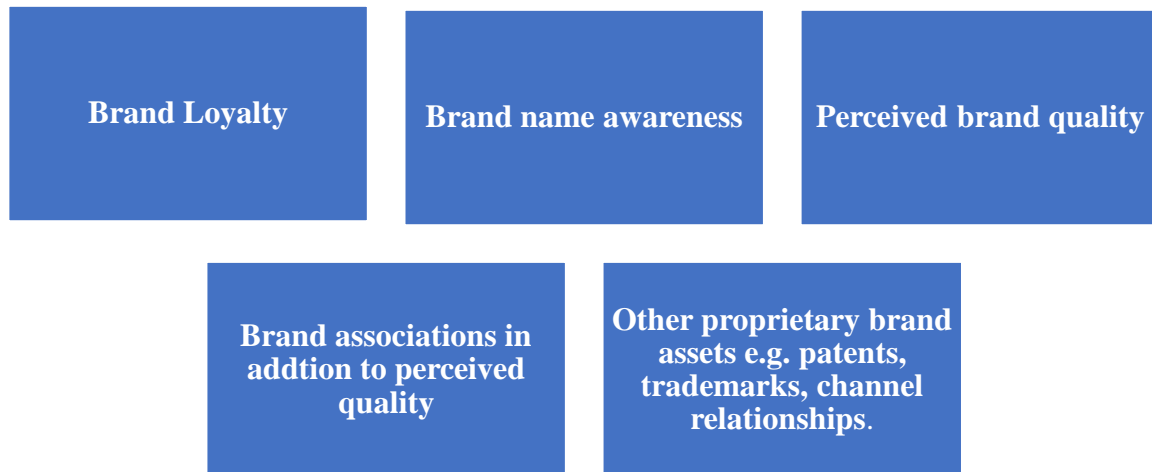 Brand Loyalty
Brand name awareness
Perceived brand quality
Brand associations in
addtion to perceived
quality
Other proprietary brand
assets e.g. patents,
trademarks, channel
relationships.